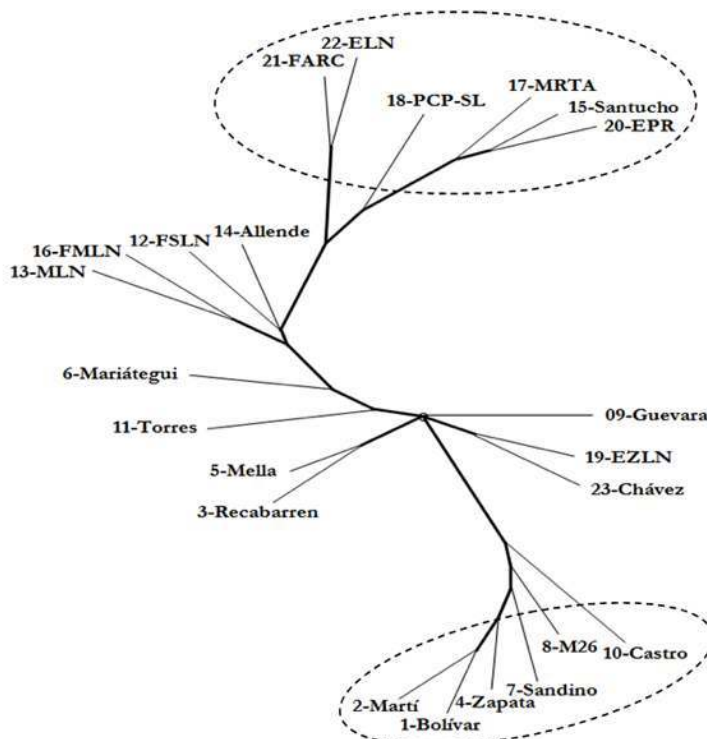 22-ELN
21-FARC
17-MRTA
18-PCP-SL
15-Santucho
20-EPR
14-Allende
12-FSLN
16-FMLN
13-MLN
6-Mariátegui
09-Guevara
11-Torres
19-EZLN
5-Mella
23-Chávez
3-Recabarren
8-M26
10-Castro
7-Sandino
4-Zapata
2-Martí
1-Bolívar